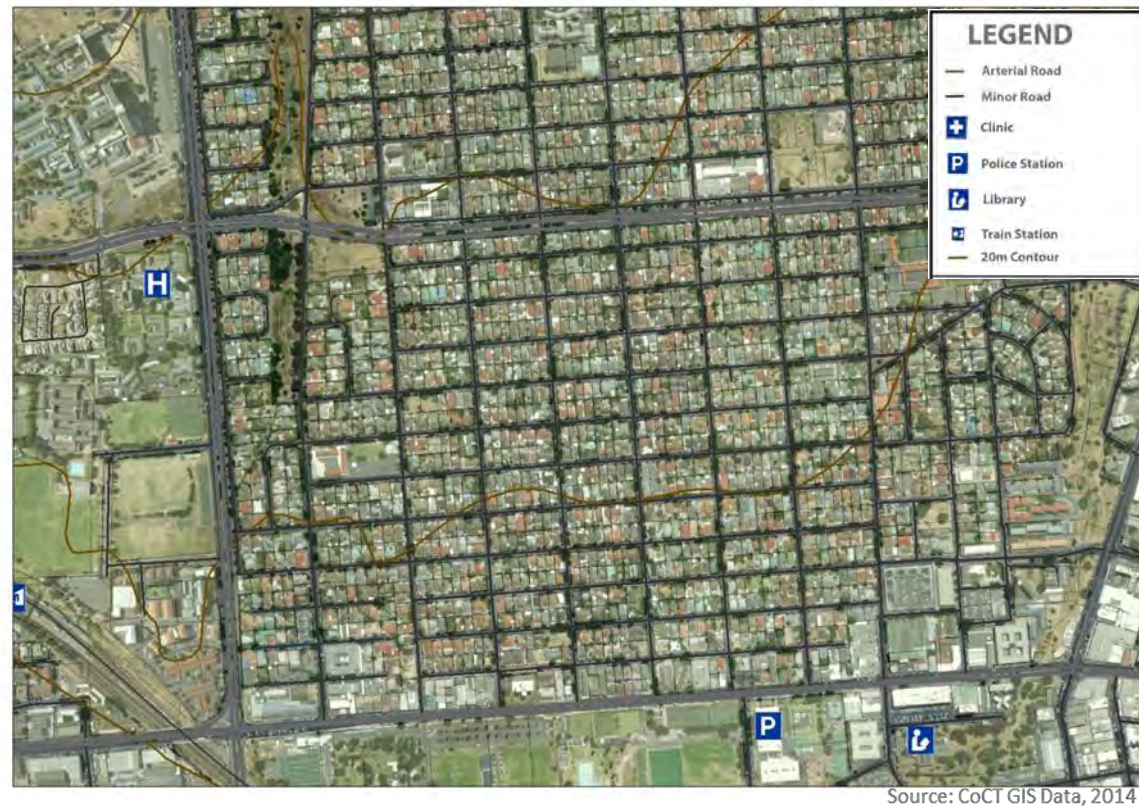 LEGEND
Arterial Road
Minor Road
Clinic
P Police Station
Library
Train Station
20m Contour
H
P
Source: CoCT GIS Data, 2014